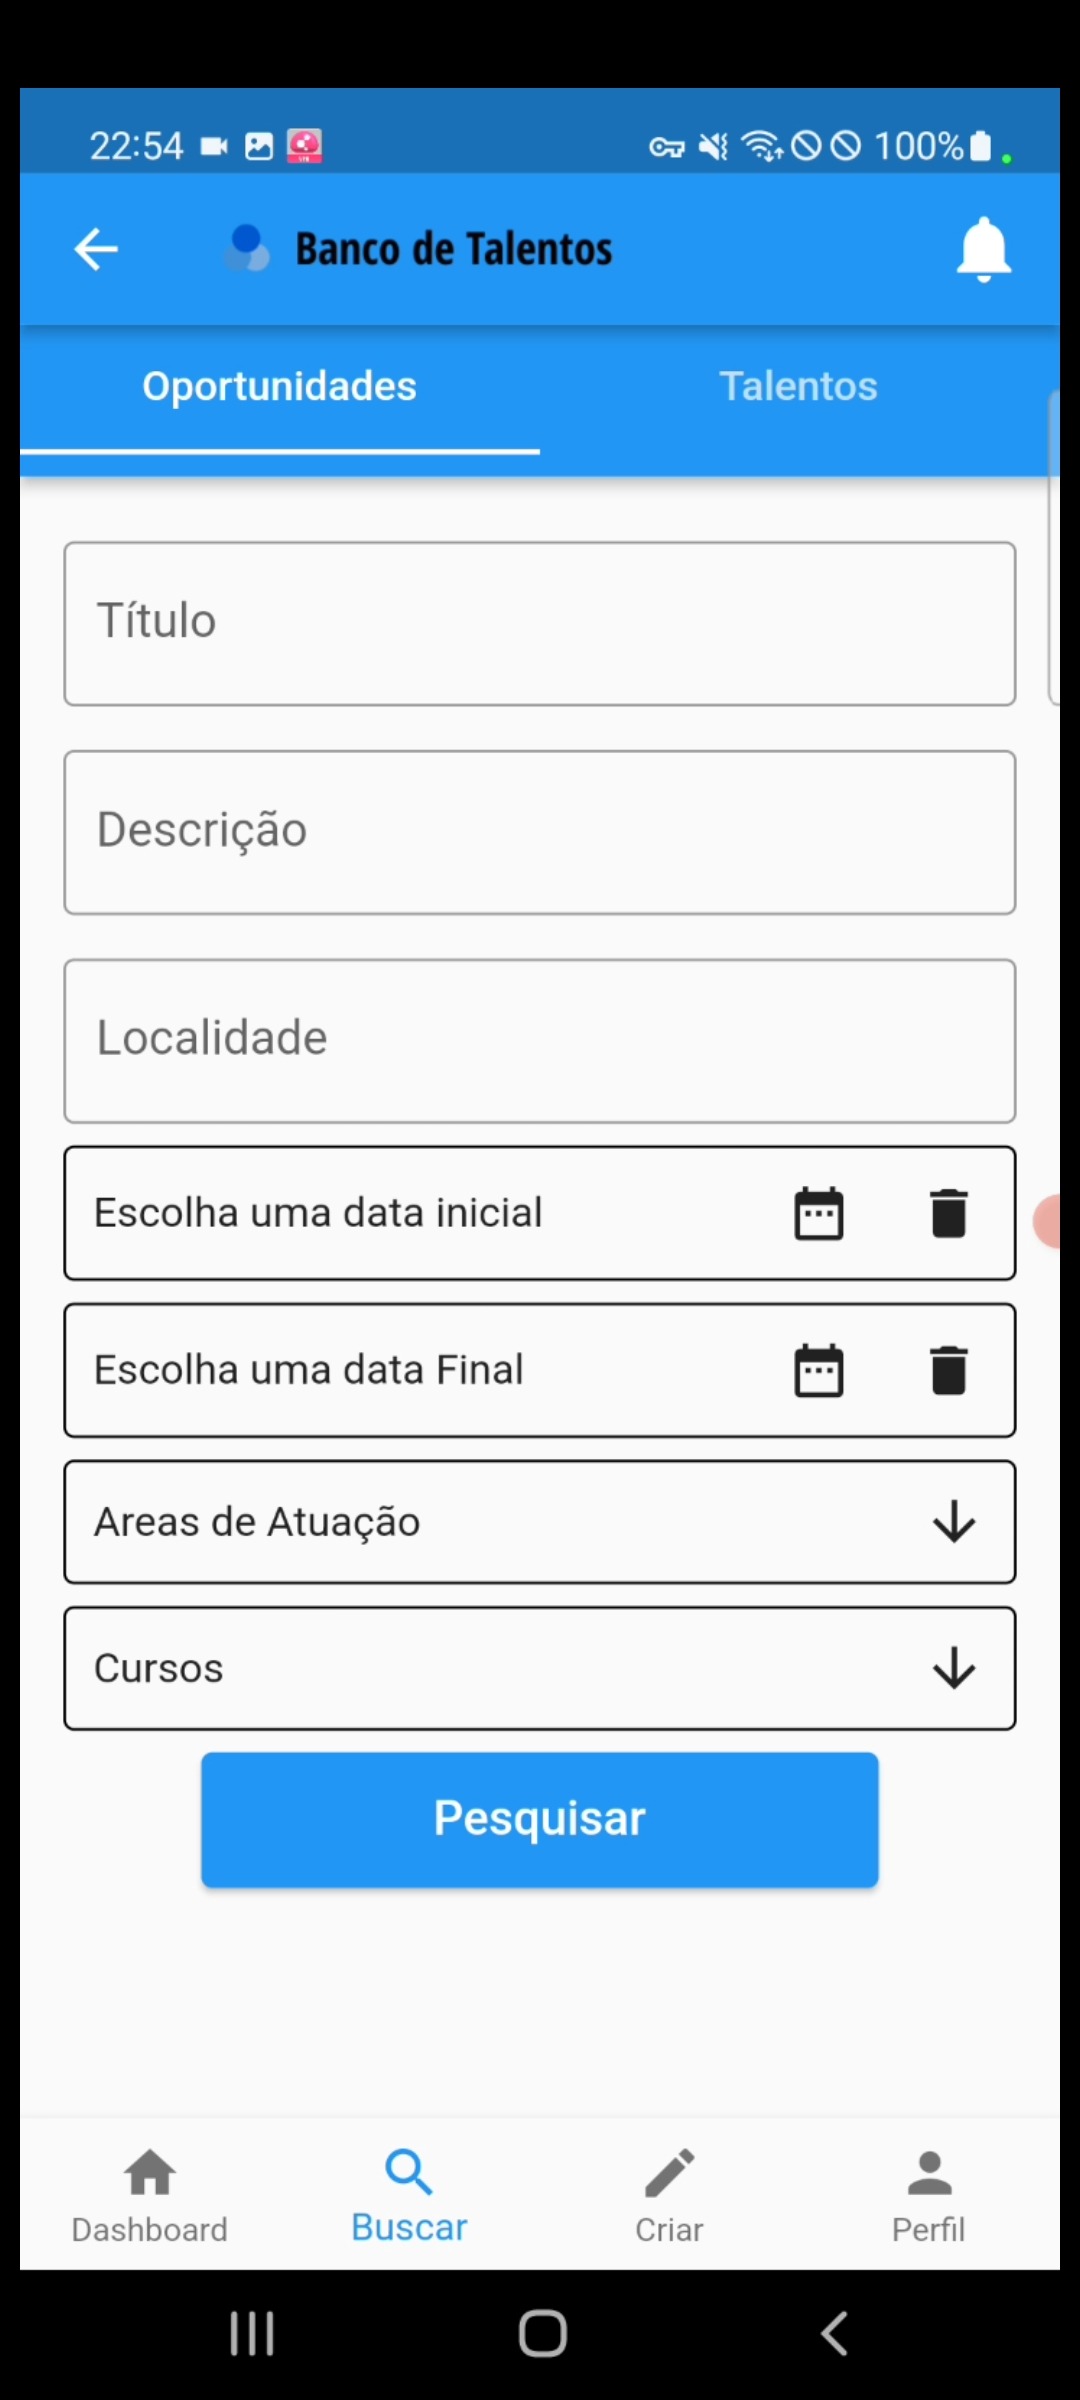 22:54 100%
Banco de Talentos
Oportunidades Talentos
Título
Descrição
Localidade
Escolha uma data inicial
Escolha uma data Final
Areas de Atuação
Cursos
Pesquisar
Dashboard Buscar Criar Perfil